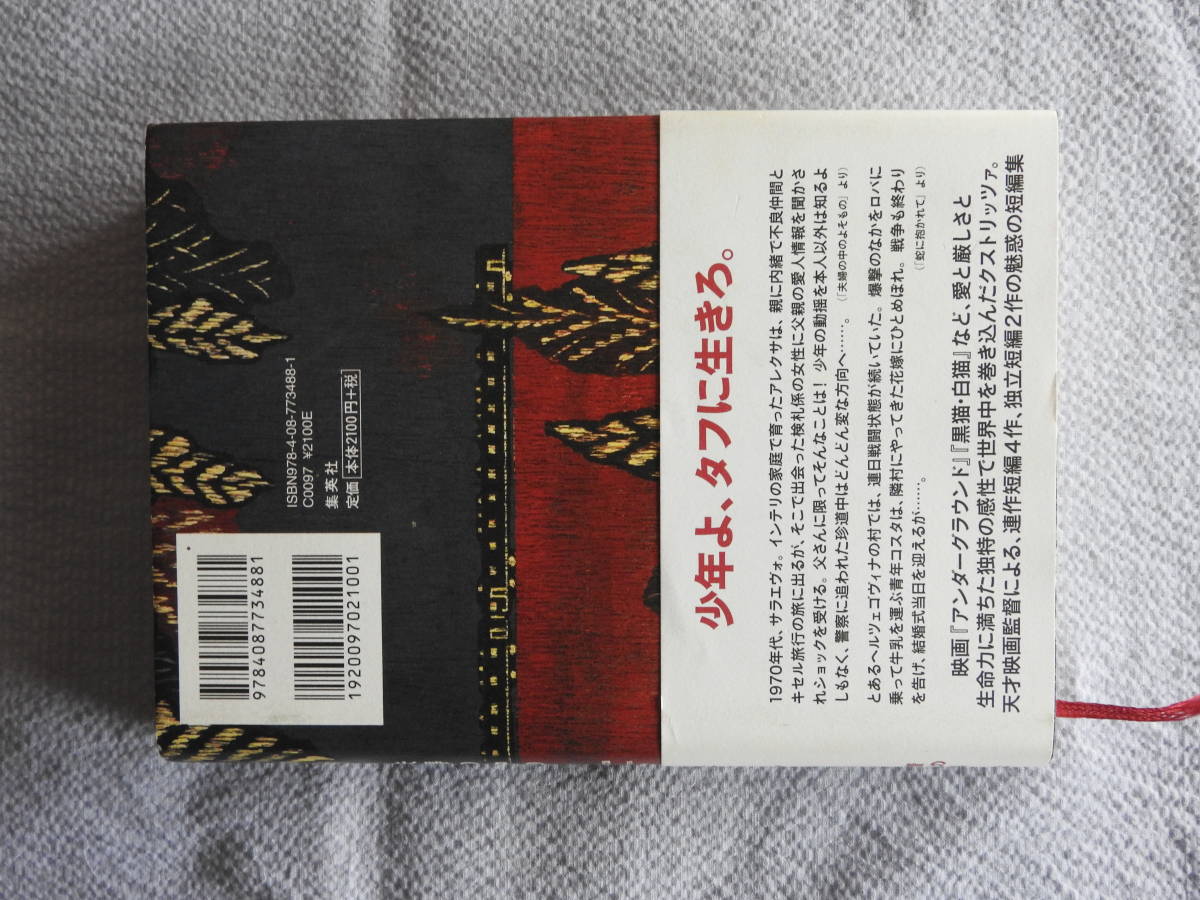 9784087734881
1920097021001
ISBN978-4-08-773488-1
C0097 ¥2100E
集英社
定価 本体2100円+税
少年よ、タフに生きろ。
1970年代、サラエヴォ。インテリの家庭で育ったアレクサは、親に内緒で不良仲間と
キセル旅行の旅に出るが、そこで出会った検札係の女性に父親の愛人情報を聞かさ
れショックを受ける。父さんに限ってそんなことは！ 少年の動揺を本人以外は知るよ
しもなく、警察に追われた珍道中はどんどん変な方向へ……。（「夫婦の中のよそもの」より）
とあるヘルツェゴヴィナの村では、連日戦闘状態が続いていた。爆撃のなかをロバに
乗って牛乳を運ぶ青年コスタは、隣村にやってきた花嫁にひとめぼれ。戦争も終わり
を告げ、結婚式当日を迎えるが……。（「蛇に抱かれて」より）
映画『アンダーグラウンド』『黒猫・白猫』など、愛と厳しさと
生命力に満ちた独特の感性で世界中を巻き込んだクストリッツァ。
天才映画監督による、連作短編4作、独立短編2作の魅惑の短編集